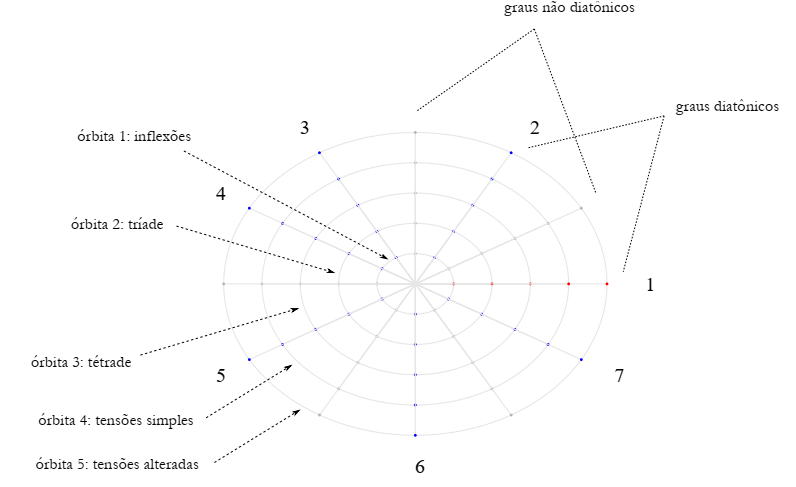 graus não diatônicos
graus diatônicos
3
2
órbita 1: inflexões
4
órbita 2: tríade
1
órbita 3: tétrade
5
7
órbita 4: tensões simples
órbita 5: tensões alteradas
6